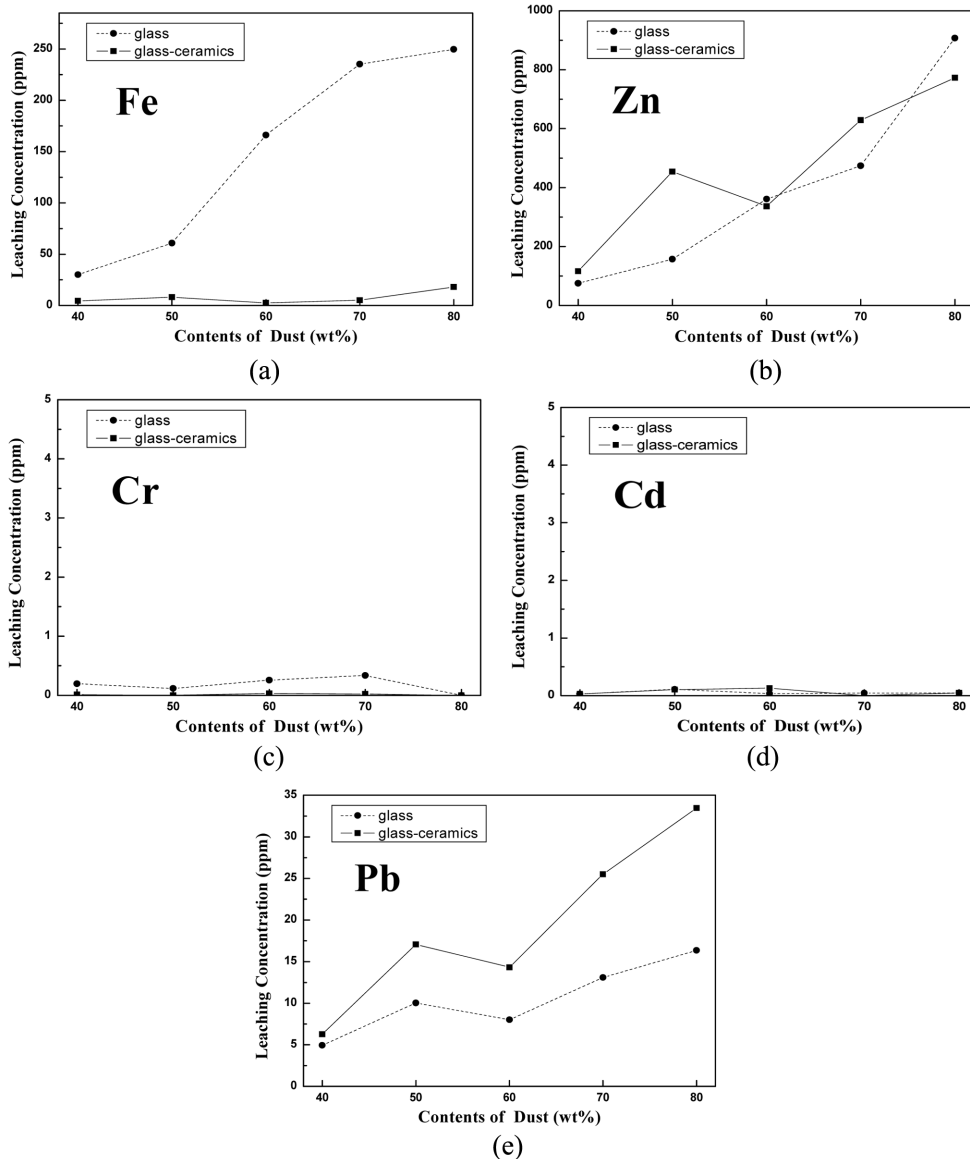 glass
glass-ceramics
Fe
250
200
150
100
50
0
40 50 60 70 80
Leaching Concentration (ppm)
Contents of Dust (wt%)
(a)
glass
glass-ceramics
Zn
1000
800
600
400
200
0
40 50 60 70 80
Leaching Concentration (ppm)
Contents of Dust (wt%)
(b)
glass
glass-ceramics
Cr
5
4
3
2
1
0
40 50 60 70 80
Leaching Concentration (ppm)
Contents of Dust (wt%)
(c)
glass
glass-ceramics
Cd
5
4
3
2
1
0
40 50 60 70 80
Leaching Concentration (ppm)
Contents of Dust (wt%)
(d)
glass
glass-ceramics
Pb
35
30
25
20
15
10
5
0
40 50 60 70 80
Leaching Concentration (ppm)
Contents of Dust (wt%)
(e)